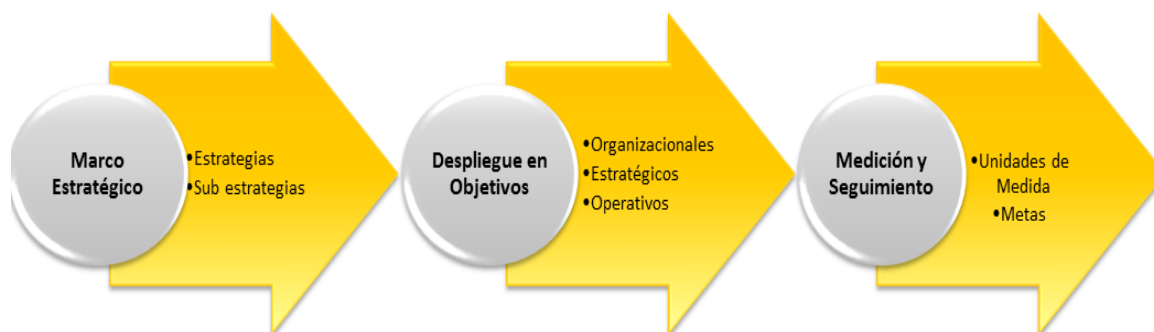 Marco
Estratégico
•Estrategias
•Sub estrategias
Despliegue en
Objetivos
•Organizacionales
•Estratégicos
•Operativos
Medición y
Seguimiento
•Unidades de
Medida
•Metas